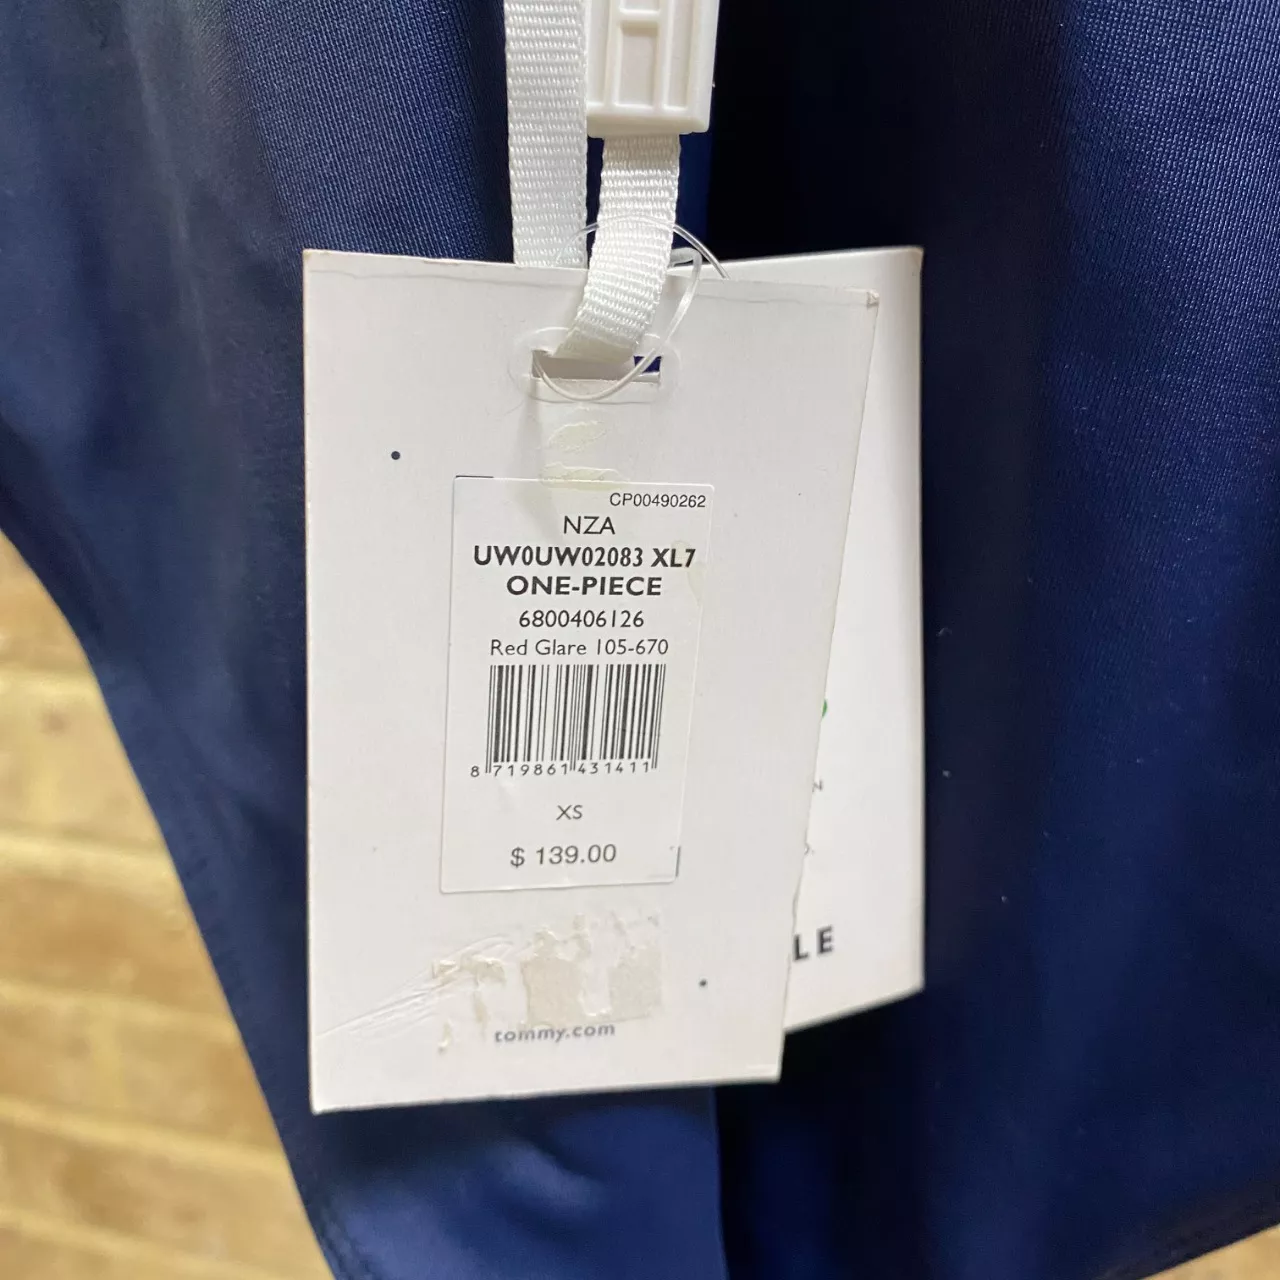 CP00490262
NZA
UW0UW02083 XL7
ONE-PIECE
6800406126
Red Glare 105-670
8 719861 431411
XS
$ 139.00
tommy.com
LE